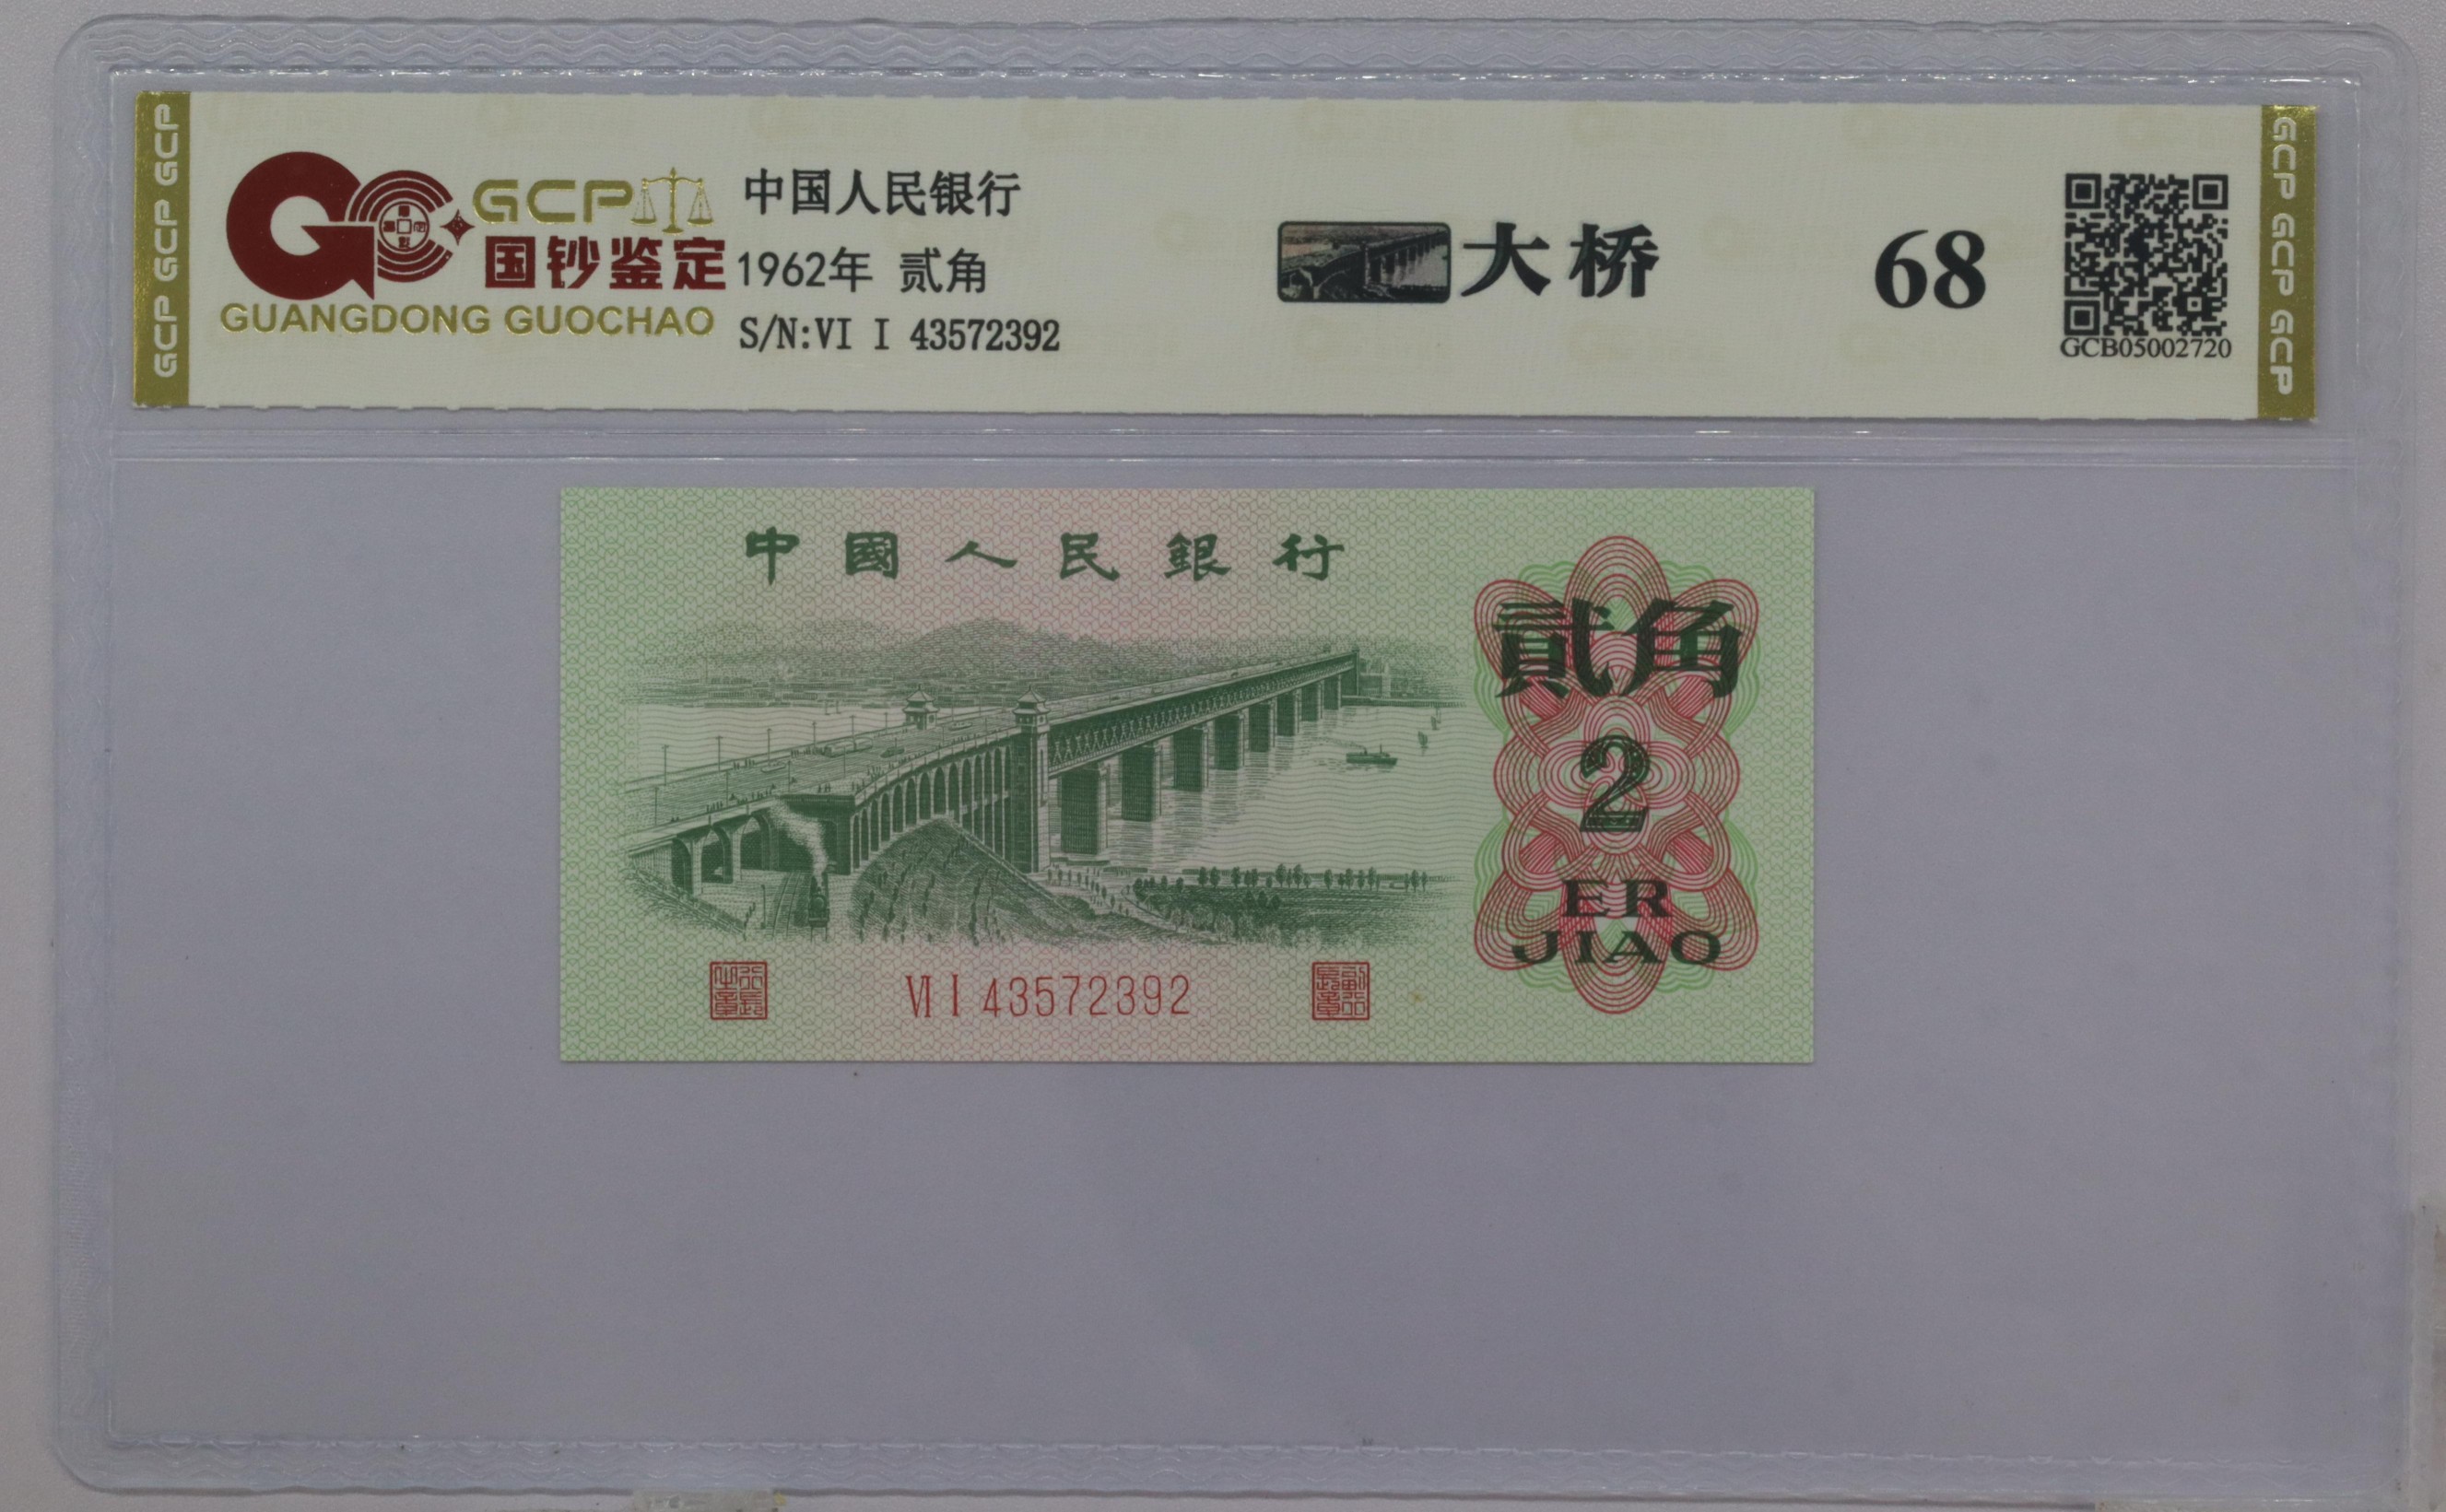 GCP GCP GCP
GCP
国钞鉴定
GUANGDONG GUOCHAO
中国人民银行
1962年 贰角
S/N:VI I 43572392
大桥
68
GCB05002720
GCP GCP GCP
中國人民銀行
貳角
2
ER
JIAO
VI I 43572392